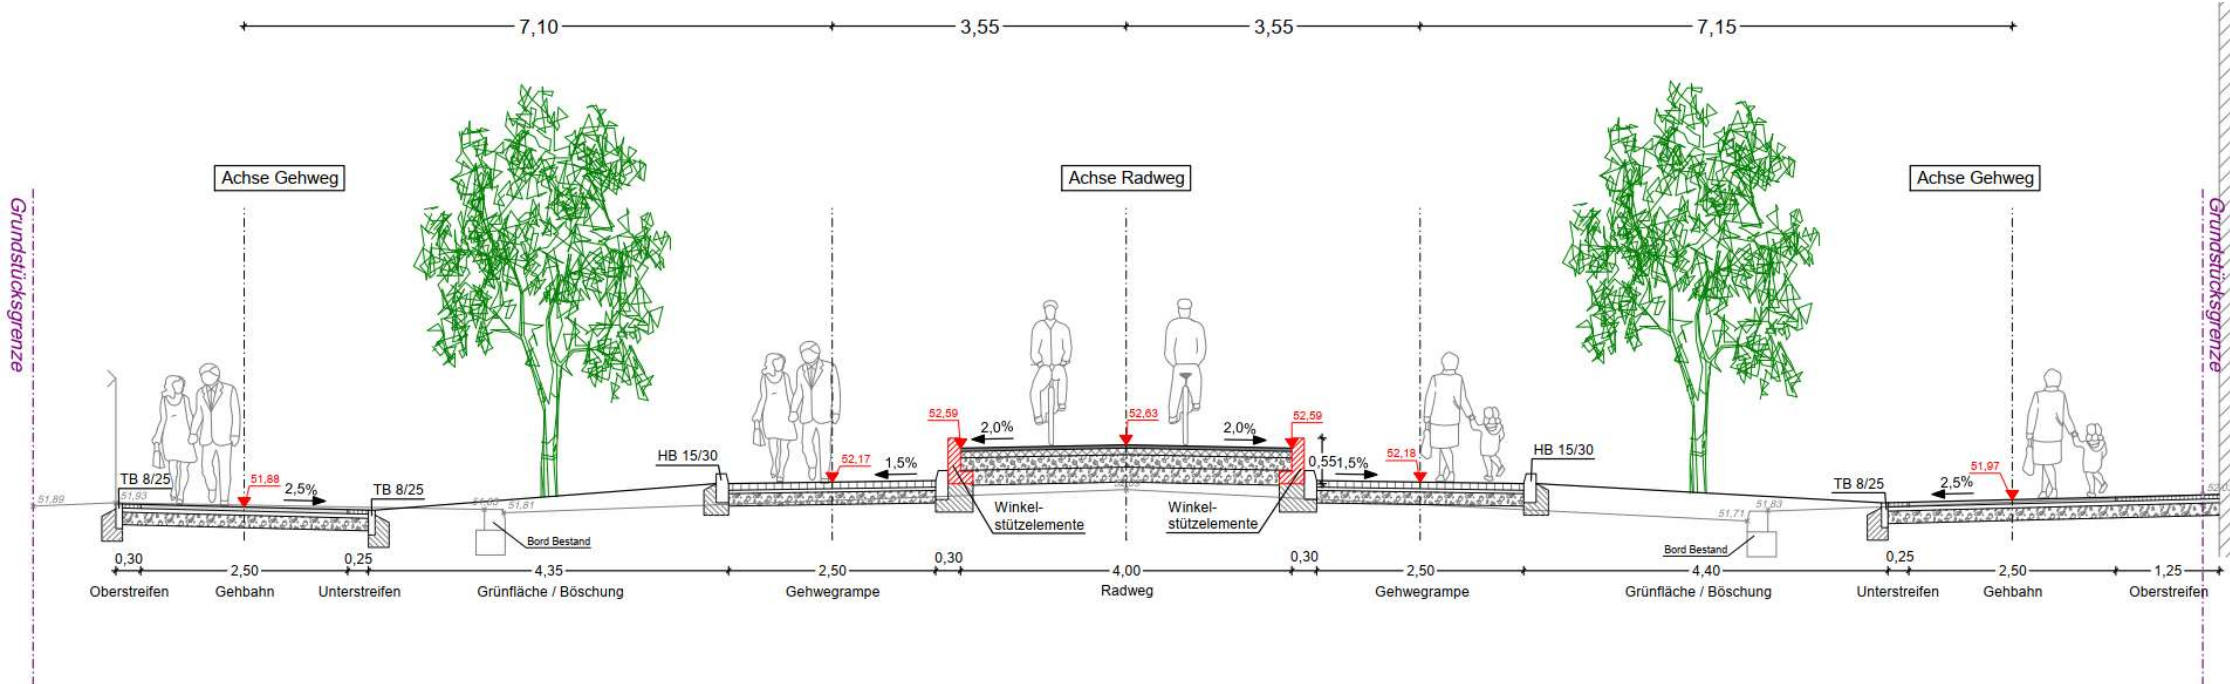 7,10
3,55
3,55
7,15
Achse Gehweg
Achse Radweg
Achse Gehweg
Grundstücksgrenze
Grundstücksgrenze
52,59
2,0%
52,63
2,0%
52,59
HB 15/30
52,17
1,5%
0,55
1,5%
52,18
HB 15/30
TB 8/25
51,88
2,5%
TB 8/25
51,89
51,93
51,81
Winkel-
stützelemente
Winkel-
stützelemente
Bord Bestand
TB 8/25
51,97
2,5%
51,83
51,71
Bord Bestand
0,30
2,50
0,25
4,35
2,50
0,30
4,00
0,30
2,50
4,40
0,25
2,50
1,25
Oberstreifen
Gehbahn
Unterstreifen
Grünfläche / Böschung
Gehwegrampe
Radweg
Gehwegrampe
Grünfläche / Böschung
Unterstreifen
Gehbahn
Oberstreifen